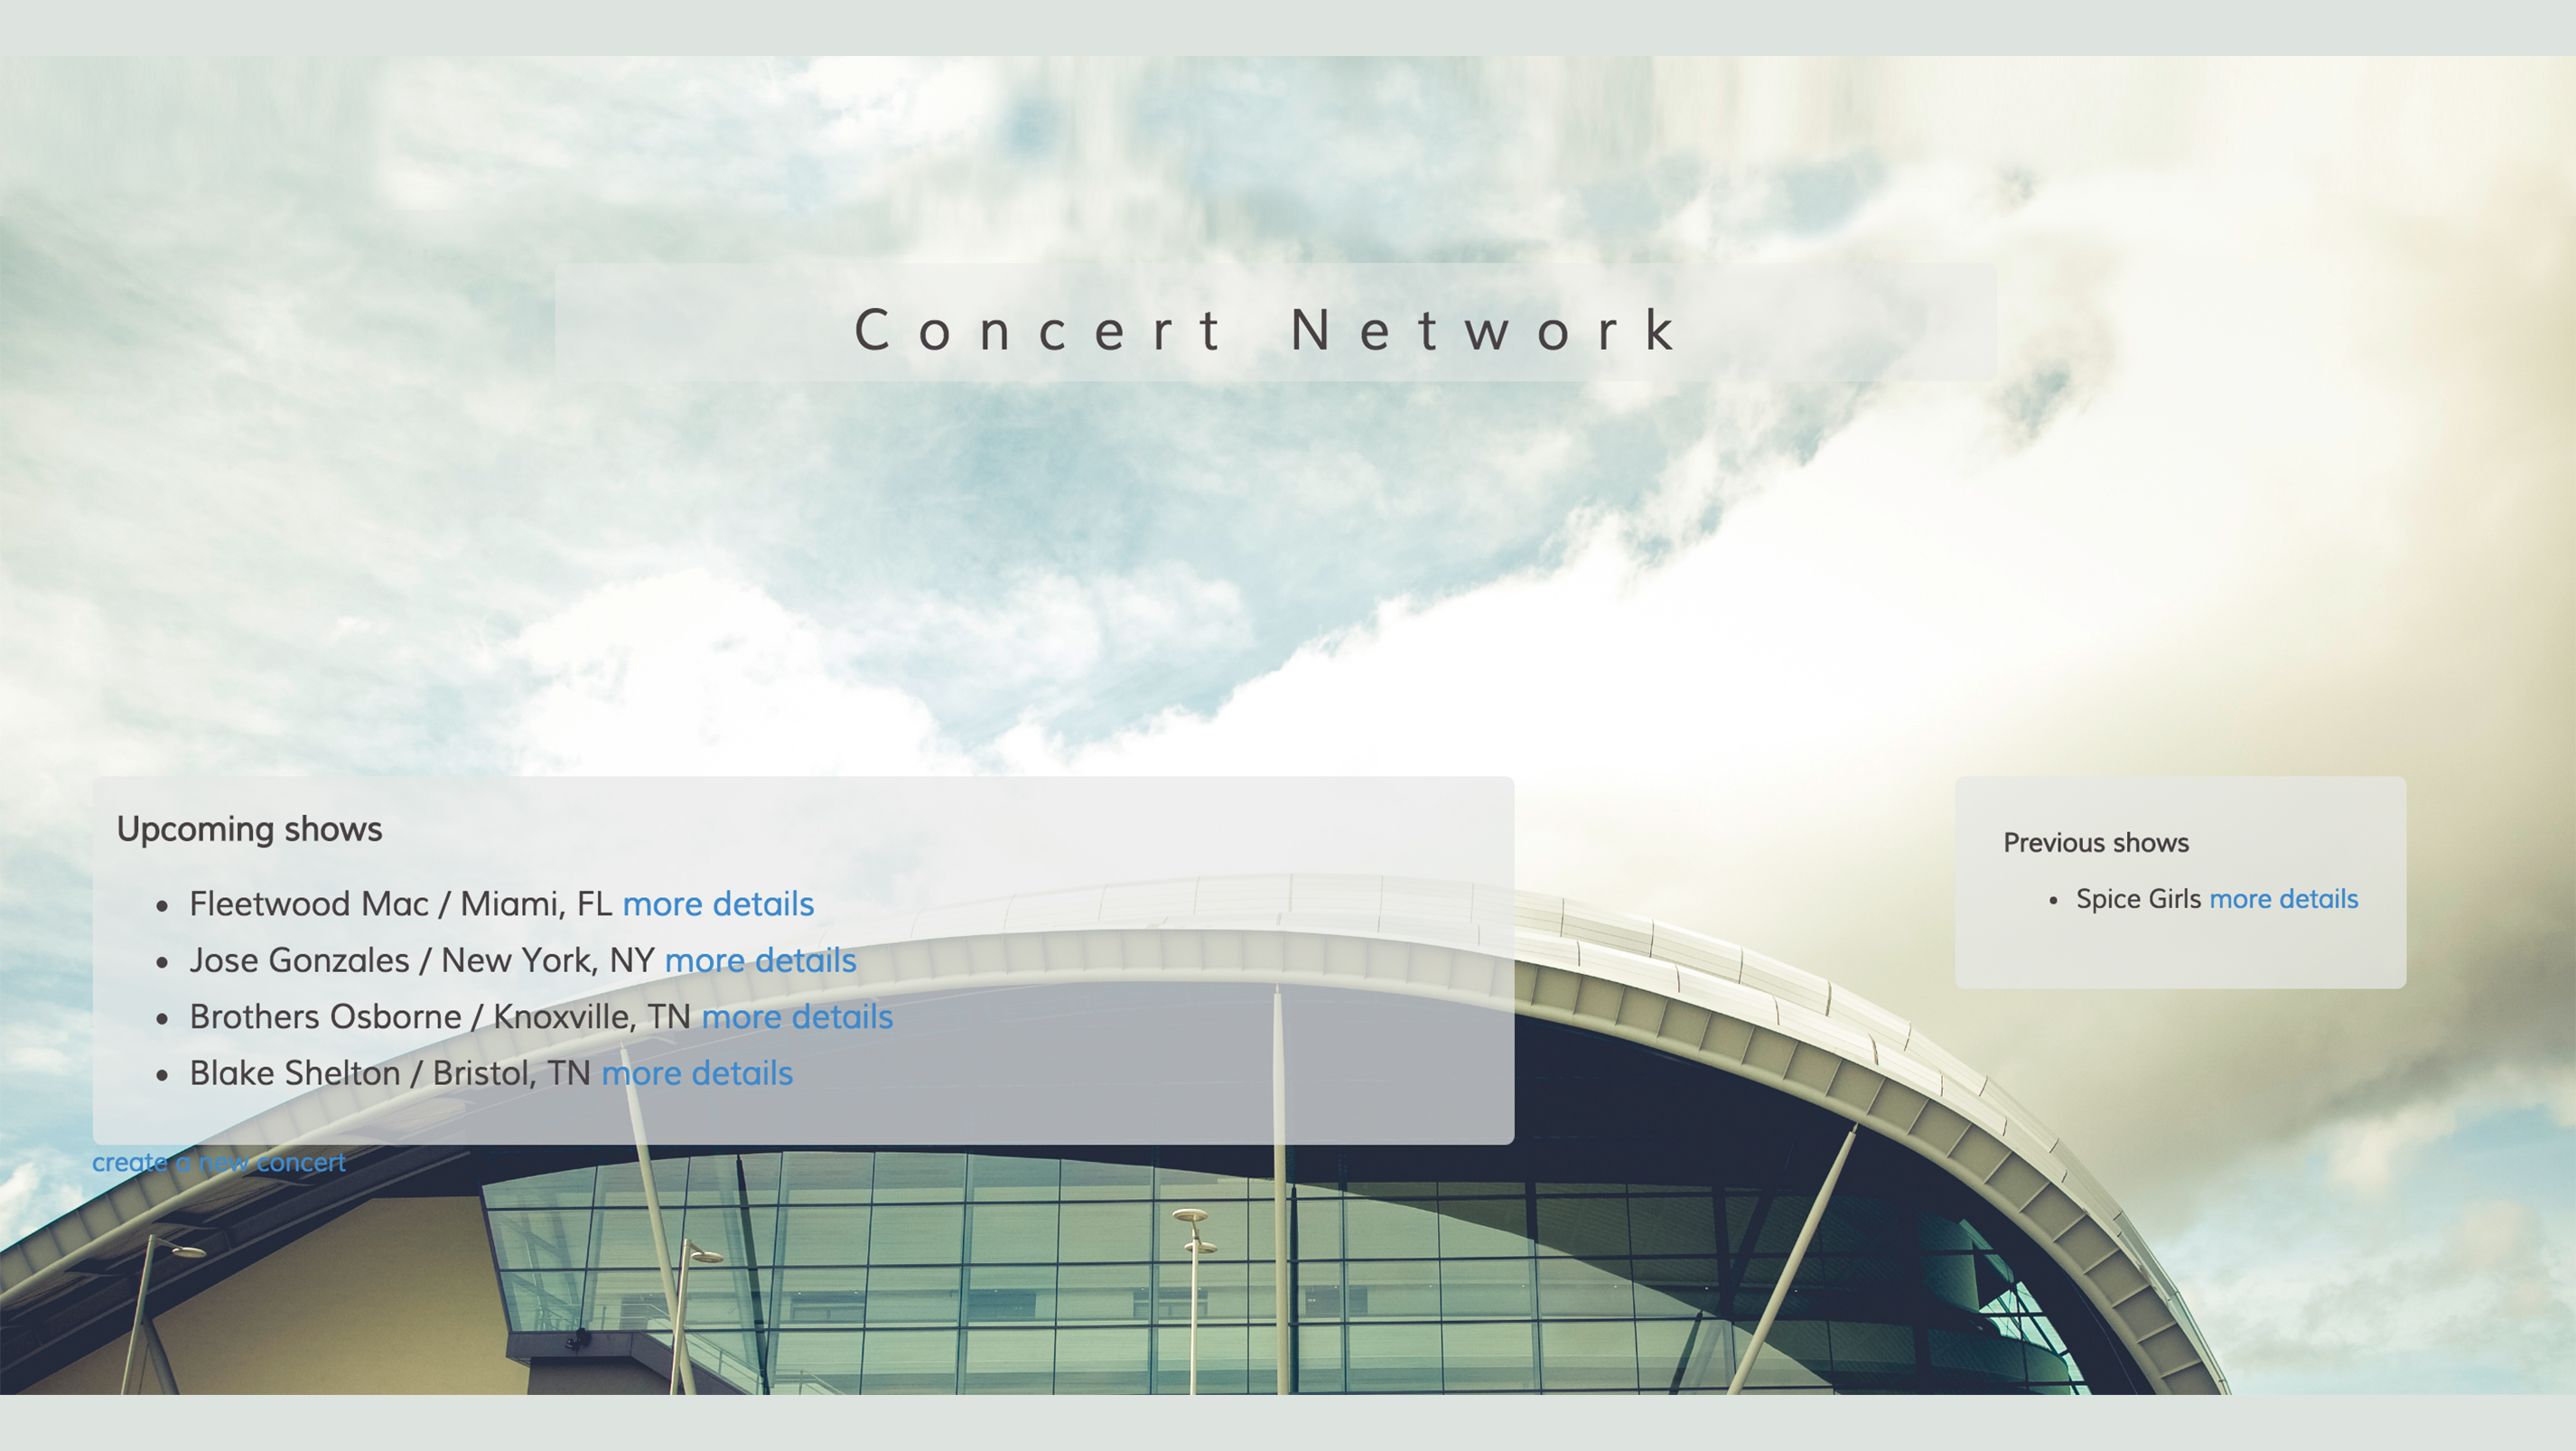 Concert Network
Upcoming shows
Fleetwood Mac / Miami, FL more details
Jose Gonzales / New York, NY more details
Brothers Osborne / Knoxville, TN more details
Blake Shelton / Bristol, TN more details
create a new concert
Previous shows
Spice Girls more details